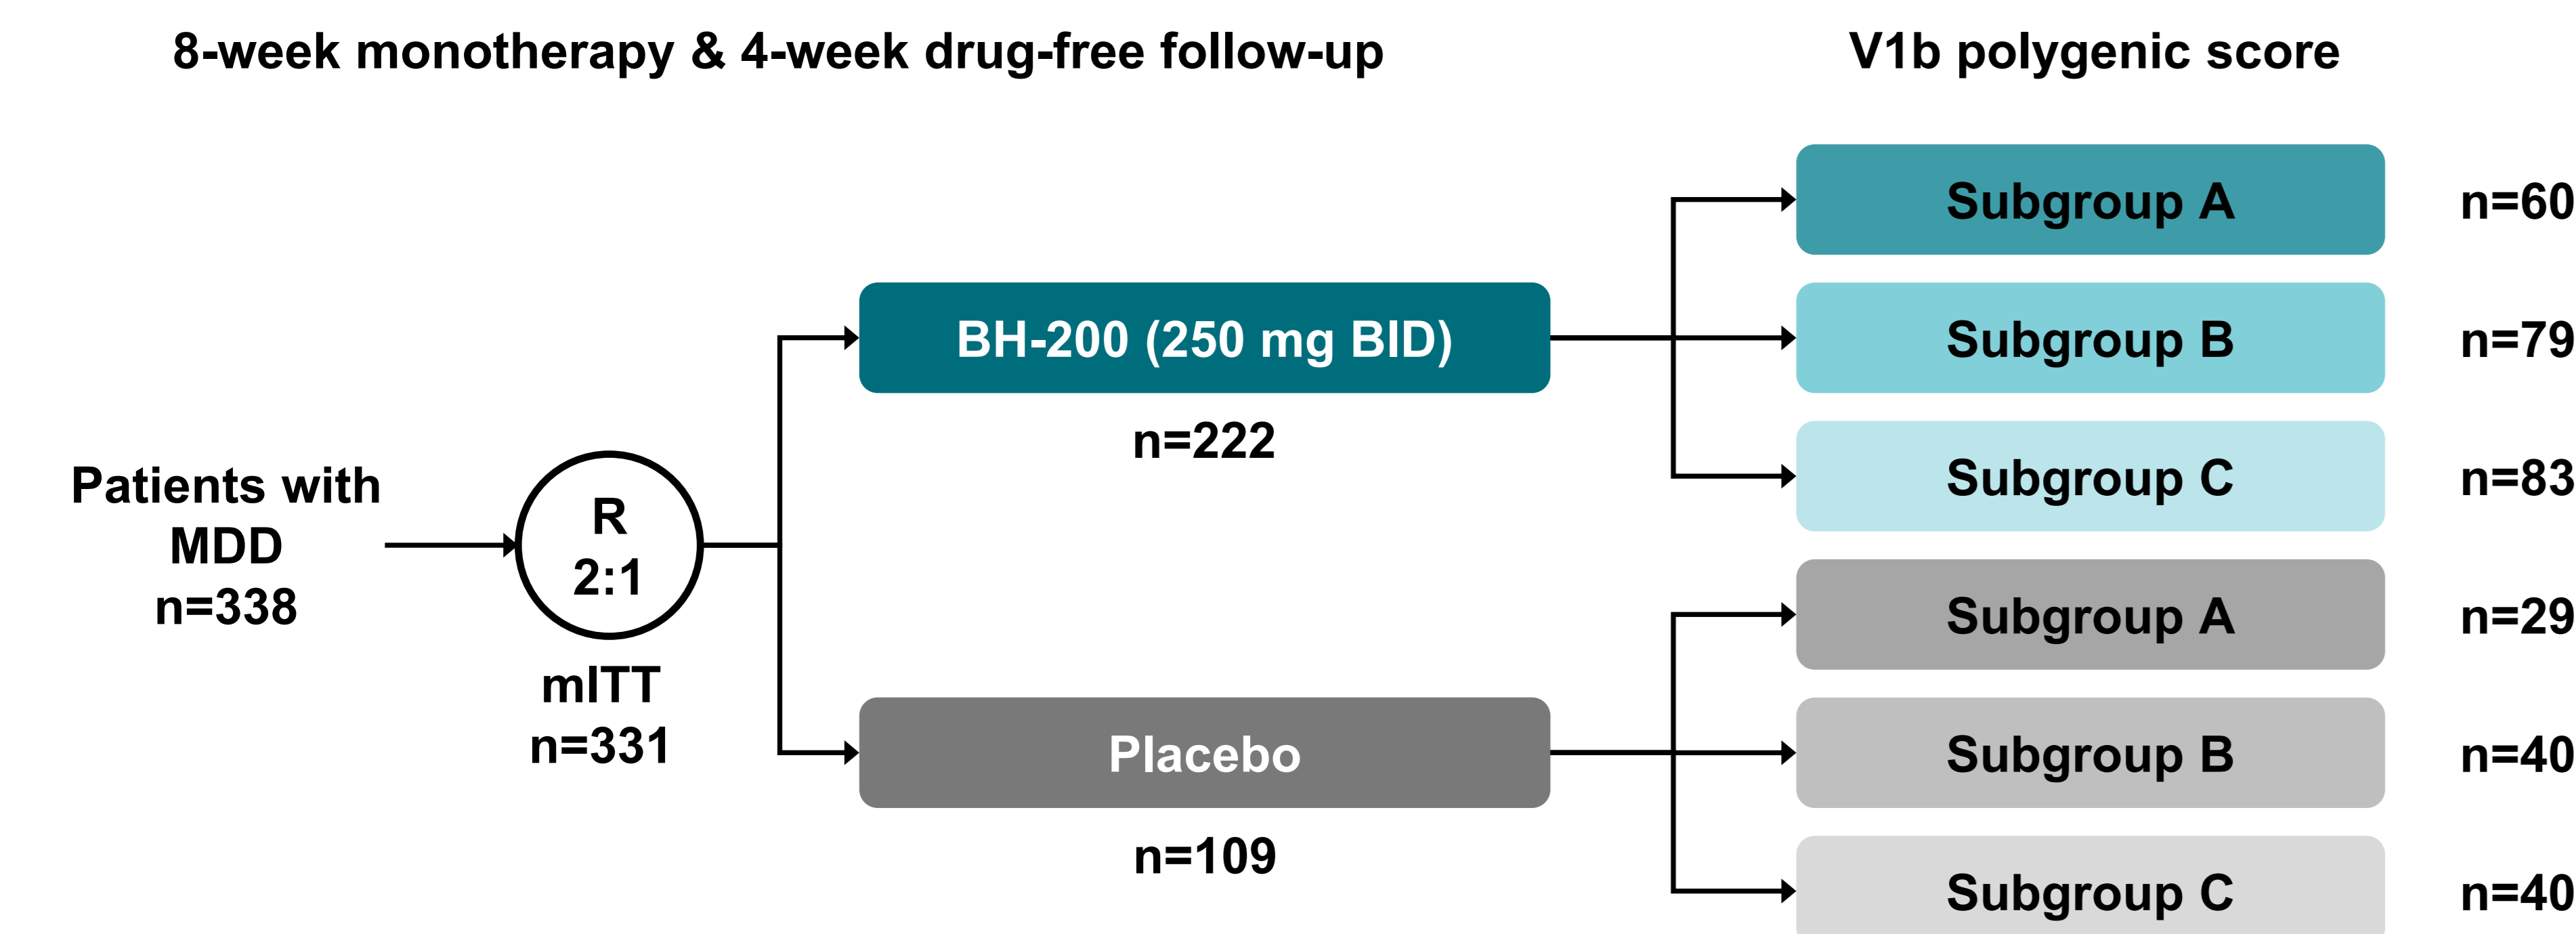 8-week monotherapy & 4-week drug-free follow-up
V1b polygenic score
Patients with
MDD
n=338
R
2:1
mITT
n=331
BH-200 (250 mg BID)
n=222
Placebo
n=109
Subgroup A n=60
Subgroup B n=79
Subgroup C n=83
Subgroup A n=29
Subgroup B n=40
Subgroup C n=40